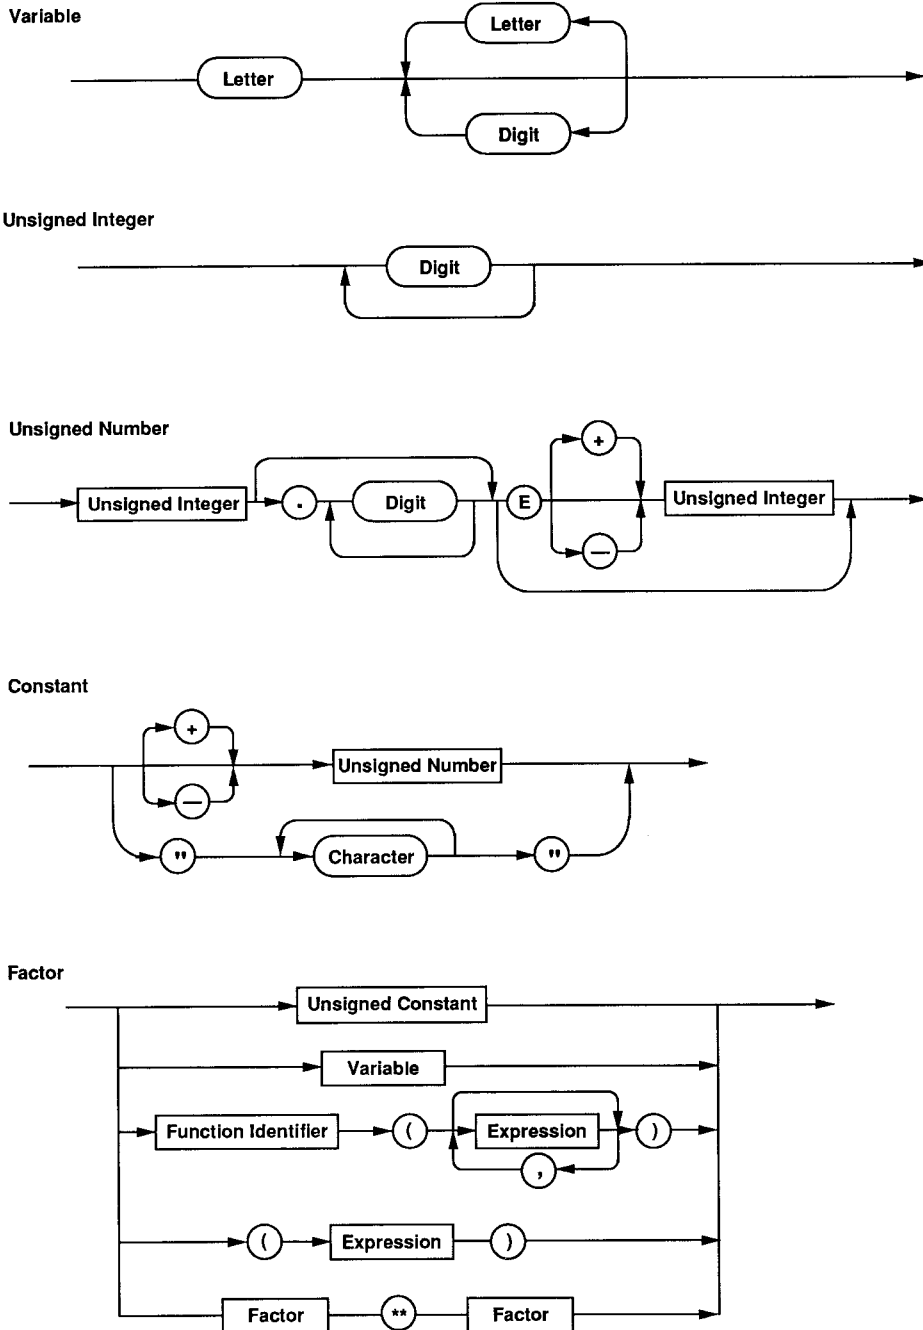 Variable
Letter
Letter
Digit
Unsigned Integer
Digit
Unsigned Number
+
Unsigned Integer . Digit E Unsigned Integer
—
Constant
+
Unsigned Number
—
" Character "
Factor
Unsigned Constant
Variable
Function Identifier ( Expression )
,
( Expression )
Factor ** Factor